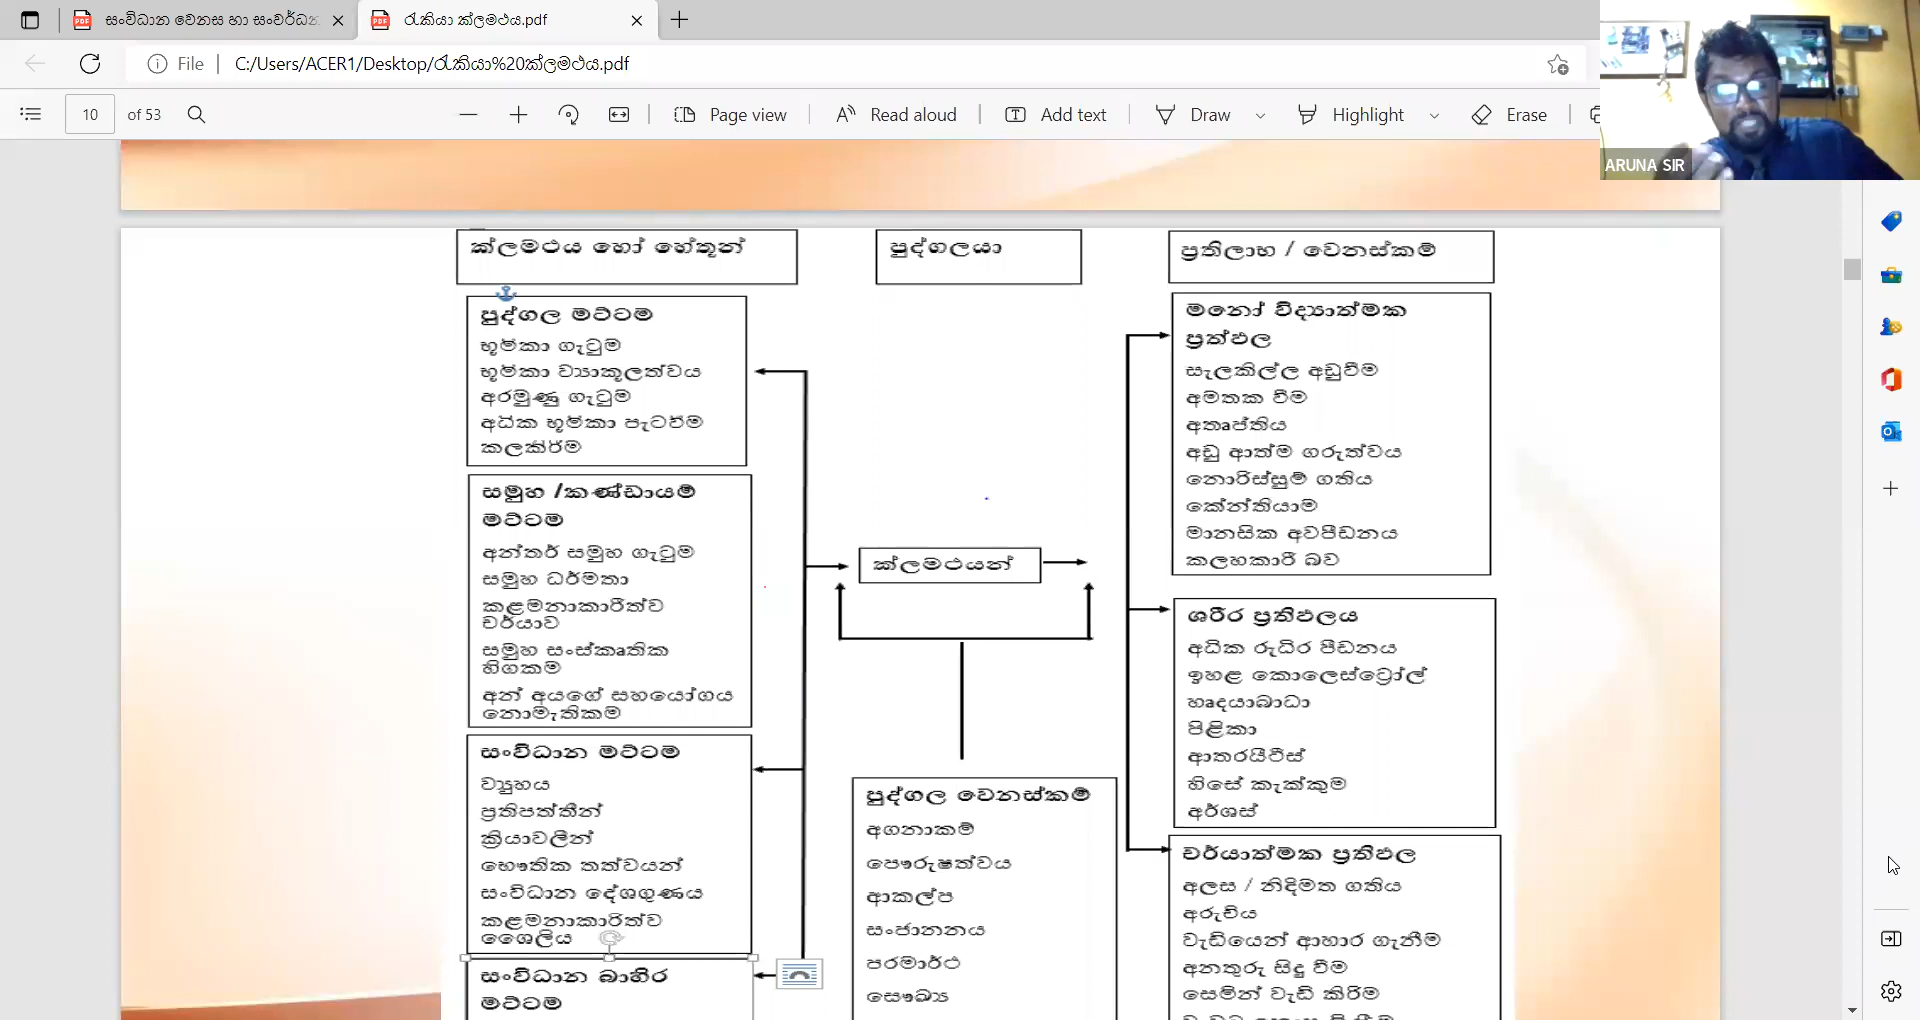 සංවිධාන වෙනස හා සංවර්ධන
රැකියා ක්ලමථය.pdf
File
C:/Users/ACER1/Desktop/රැකියා%20ක්ලමථය.pdf
10
of 53
Page view
Read aloud
Add text
Draw
Highlight
Erase
ARUNA SIR
ක්ලමථය හෝ හේතූන්
පුද්ගල මට්ටම
භූමිකා ගැටුම
භූමිකා ව්‍යාකූලත්වය
අරමුණු ගැටුම
අධික භූමිකා පැටවීම
කලකිරීම
සමූහ /කණ්ඩායම්
මට්ටම
අන්තර් සමූහ ගැටුම
සමූහ ධර්මතා
කළමනාකාරීත්ව
චර්යාව
සමූහ සංස්කෘතික
හිගකම
අන් අයගේ සහයෝගය
නොමැතිකම
සංවිධාන මට්ටම
ව්‍යුහය
ප්‍රතිපත්තීන්
ක්‍රියාවලීන්
භෞතික තත්වයන්
සංවිධාන දේශගුණය
කළමනාකාරිත්ව
ශෛලිය
සංවිධාන බාහිර
මට්ටම
පුද්ගලයා
ක්ලමථයන්
පුද්ගල වෙනස්කම්
අගනාකම්
පෞරුෂත්වය
ආකල්ප
සංජානනය
පරමාර්ථ
සෞඛ්‍ය
ප්‍රතිලාභ / වෙනස්කම්
මනෝ විද්‍යාත්මක
ප්‍රත්ඵල
සැලකිල්ල අඩුවීම
අමතක වීම
අතෘප්තිය
අඩු ආත්ම ගරුත්වය
නොරිස්සුම් ගතිය
කේන්තියාම
මානසික අවපීඩනය
කලහකාරී බව
ශරීර ප්‍රතිඵලය
අධික රුධිර පීඩනය
ඉහළ කොලෙස්ට්‍රෝල්
හෘදයාබාධා
පිළිකා
ආතරයිටීස්
හිසේ කැක්කුම
අර්ශස්
චර්යාත්මක ප්‍රතිඵල
අලස / නිදිමත ගතිය
අරුචිය
වැඩියෙන් ආහාර ගැනීම
අනතුරු සිදු වීම
සෙමින් වැඩ කිරිම